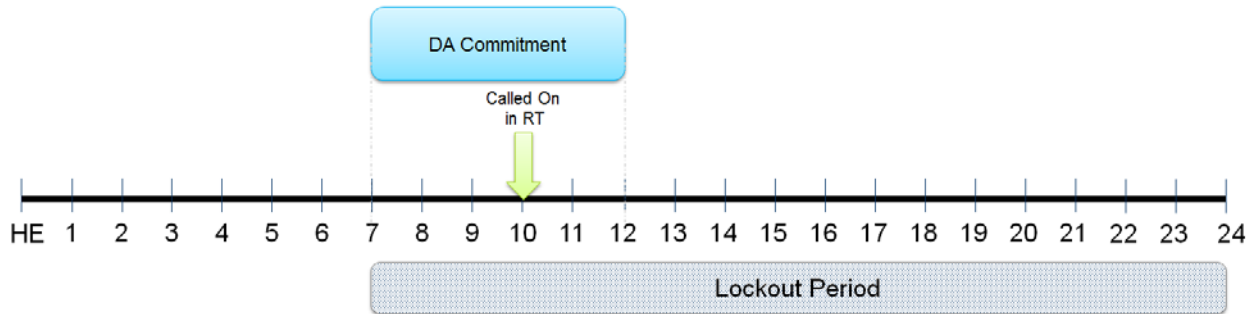 DA Commitment
Called On
in RT
HE 1 2 3 4 5 6 7 8 9 10 11 12 13 14 15 16 17 18 19 20 21 22 23 24
Lockout Period